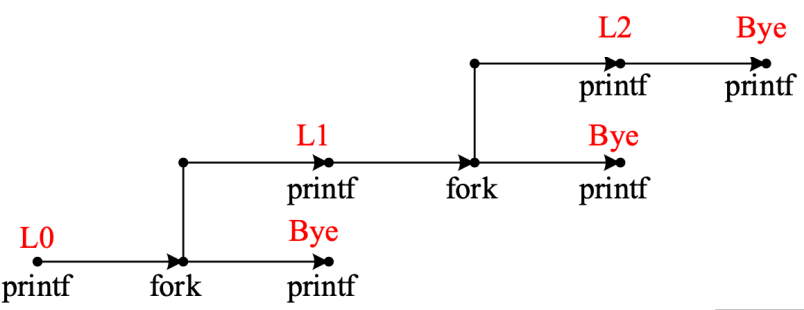 L2 Bye
printf printf
L1 Bye
printf fork printf
L0 Bye
printf fork printf